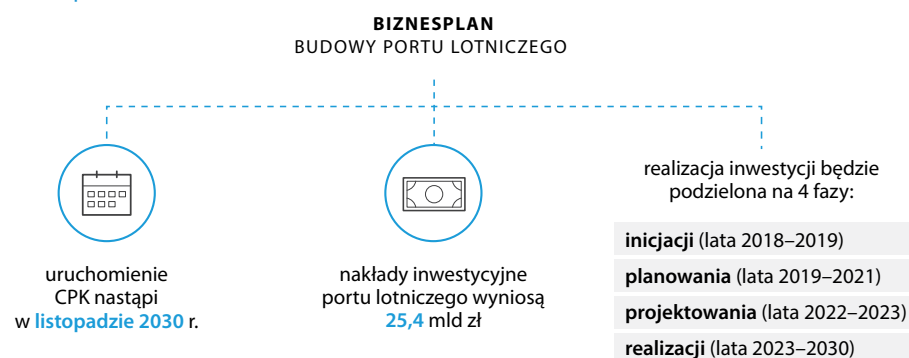 BIZNESPLAN
BUDOWY PORTU LOTNICZEGO
uruchomienie
CPK nastąpi
w listopadzie 2030 r.
nakłady inwestycyjne
portu lotniczego wyniosą
25,4 mld zł
realizacja inwestycji będzie
podzielona na 4 fazy:
inicjacji (lata 2018–2019)
planowania (lata 2019–2021)
projektowania (lata 2022–2023)
realizacji (lata 2023–2030)